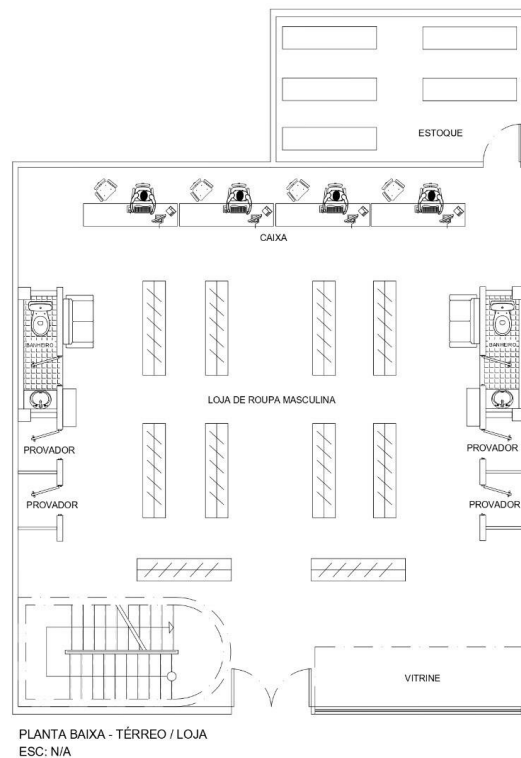 ESTOQUE
CAIXA
BANHEIRO
BANHEIRO
LOJA DE ROUPA MASCULINA
PROVADOR
PROVADOR
PROVADOR
PROVADOR
VITRINE
PLANTA BAIXA - TÉRREO / LOJA
ESC: N/A